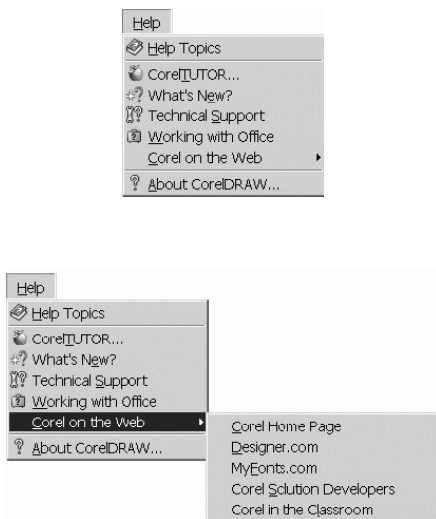 Help
Help Topics
CorelTUTOR...
What's New?
Technical Support
Working with Office
Corel on the Web
About CorelDRAW...
Help
Help Topics
CorelTUTOR...
What's New?
Technical Support
Working with Office
Corel on the Web
About CorelDRAW...
Corel Home Page
Designer.com
MyFonts.com
Corel Solution Developers
Corel in the Classroom